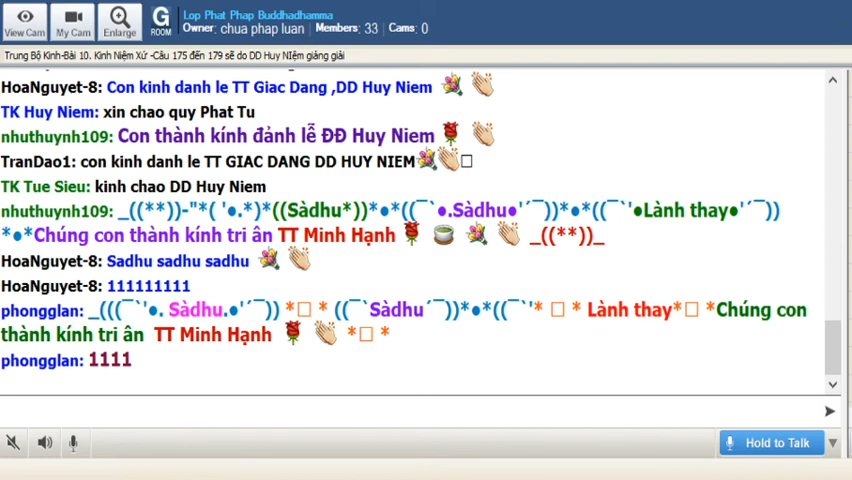 Lop Phat Phap Buddhadhamma
Owner: chua phap luan: Members: 33 Cams: 0
View Cam My Cam Enlarge G ROOM
Trung Bộ Kinh-Bài 10. Kinh Niệm Xứ -Câu 175 đến 179 sẽ do DD Huy NIệm giảng giải
HoaNguyet-8: Con kinh danh le TT Giac Dang ,DD Huy Niem
TK Huy Niem: xin chao quy Phat Tu
nhuthuynh109: Con thành kính đảnh lễ ĐĐ Huy Niem
TranDao1: con kinh danh le TT GIAC DANG DD HUY NIEM
TK Tue Sieu: kinh chao DD Huy Niem
nhuthuynh109: _((**))-"*( '●.*)*((Sàdhu*))*●*((¯`●.Sàdhu●'´¯))*●*((¯`'●Lành thay●'´¯))
*●*Chúng con thành kính tri ân TT Minh Hạnh _((**))_
HoaNguyet-8: Sadhu sadhu sadhu
HoaNguyet-8: 111111111
phongglan: _(((¯`'●. Sàdhu.●'´¯)) *□ * ((¯`Sàdhu´¯))*●*((¯`'* □ * Lành thay*□ *Chúng con
thành kính tri ân TT Minh Hạnh *□ *
phongglan: 1111
Hold to Talk